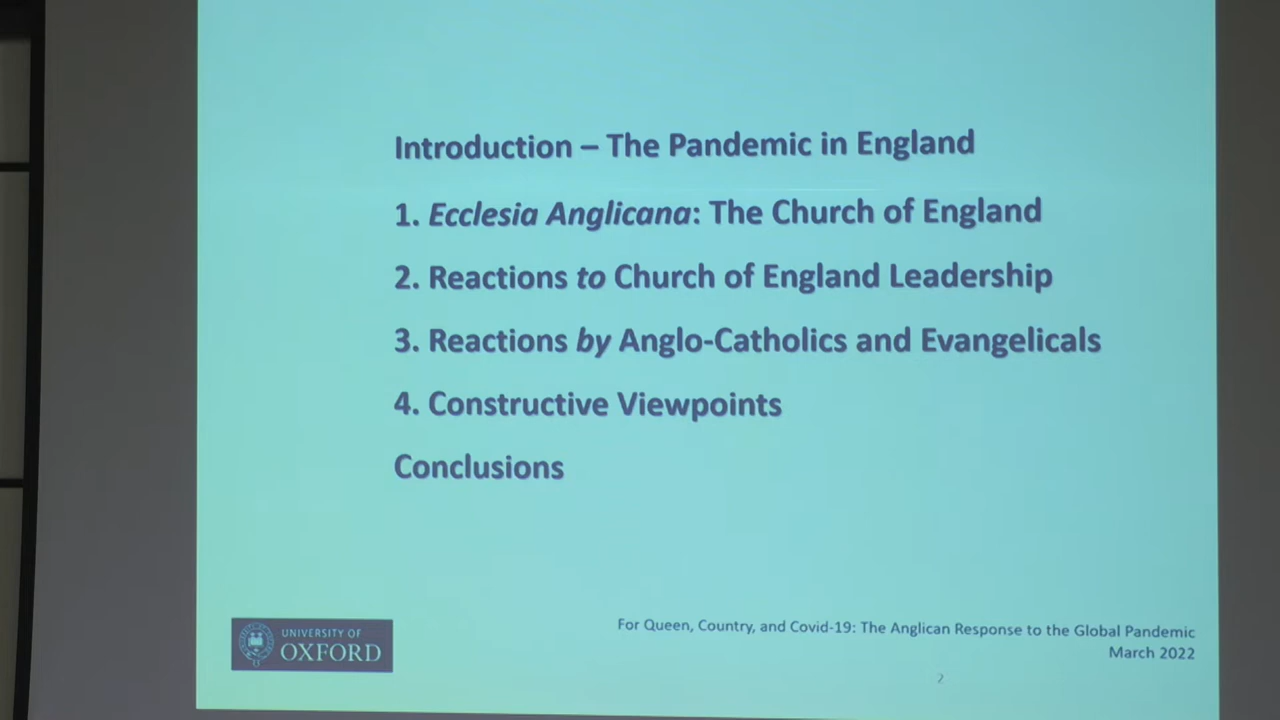 Introduction – The Pandemic in England
1. Ecclesia Anglicana: The Church of England
2. Reactions to Church of England Leadership
3. Reactions by Anglo-Catholics and Evangelicals
4. Constructive Viewpoints
Conclusions
UNIVERSITY OF
OXFORD
For Queen, Country, and Covid-19: The Anglican Response to the Global Pandemic
March 2022
2